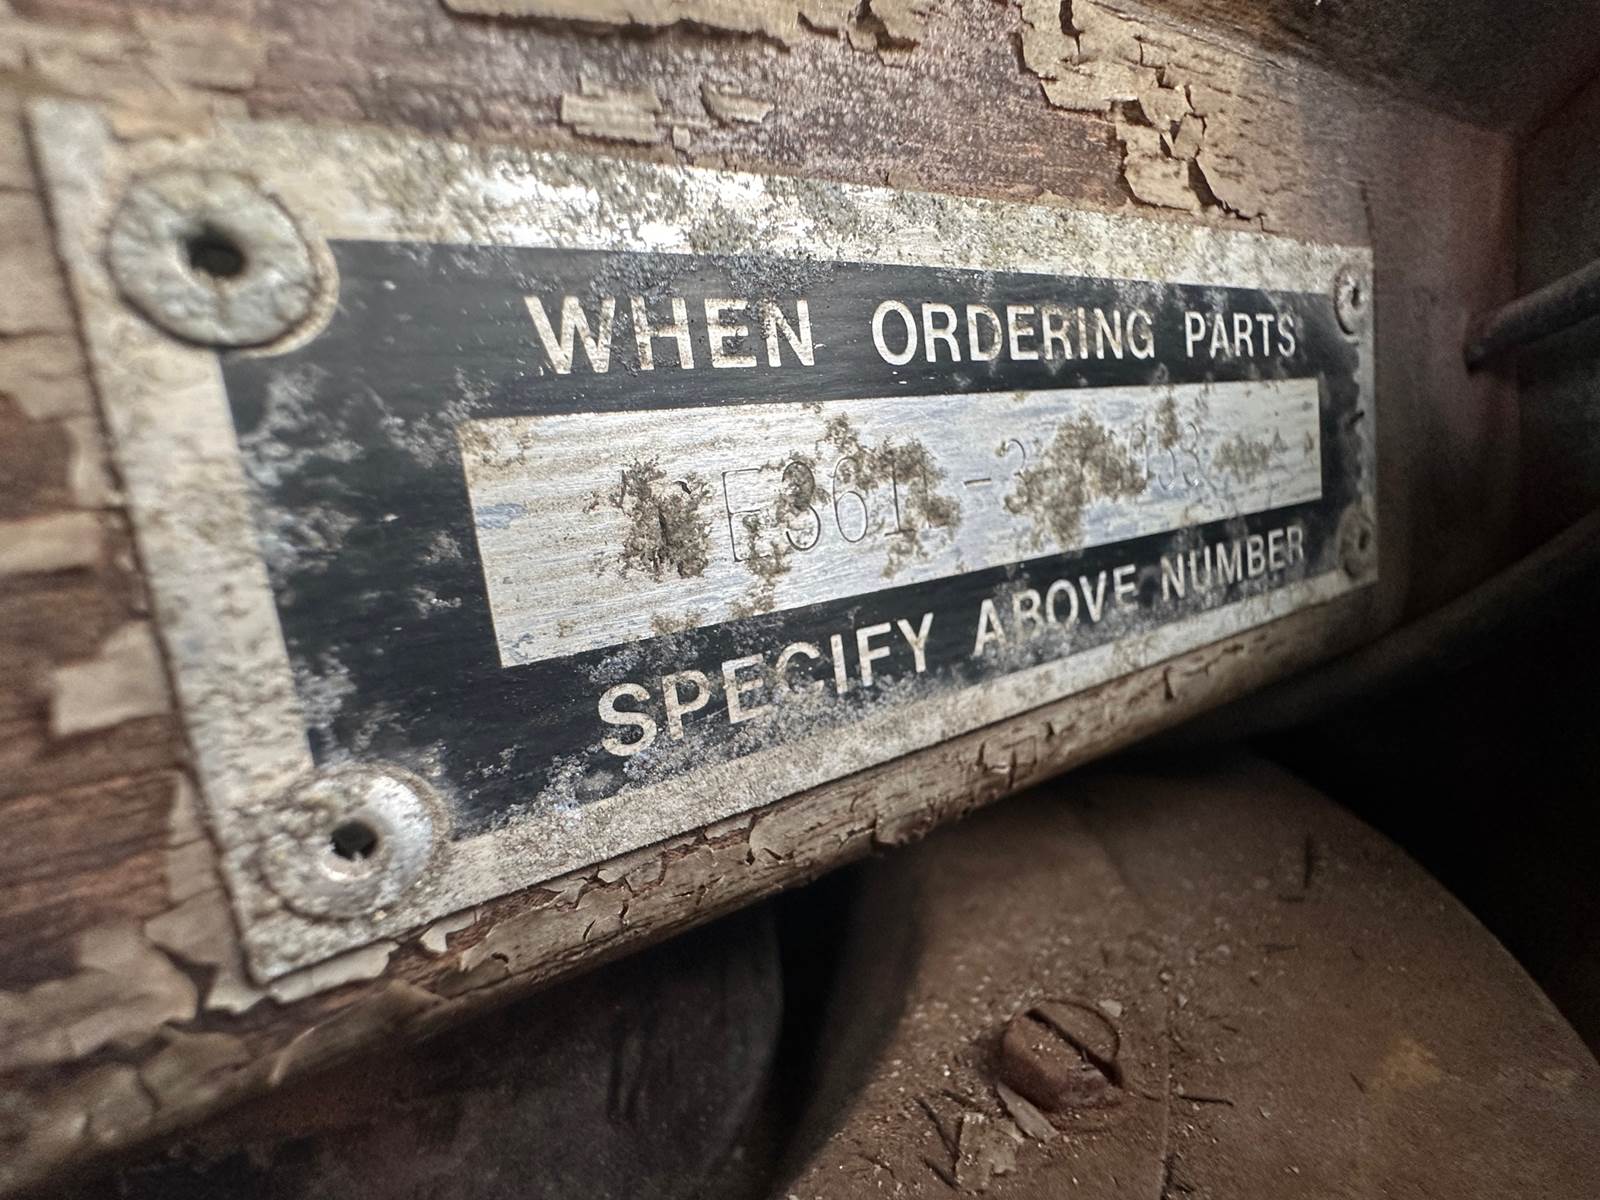 WHEN ORDERING PARTS
SPECIFY ABOVE NUMBER